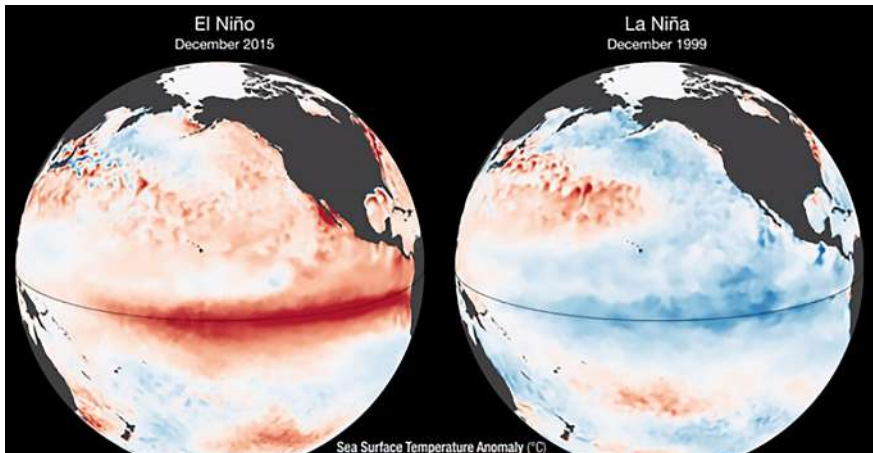 El Niño
December 2015
La Niña
December 1999
Sea Surface Temperature Anomaly (°C)